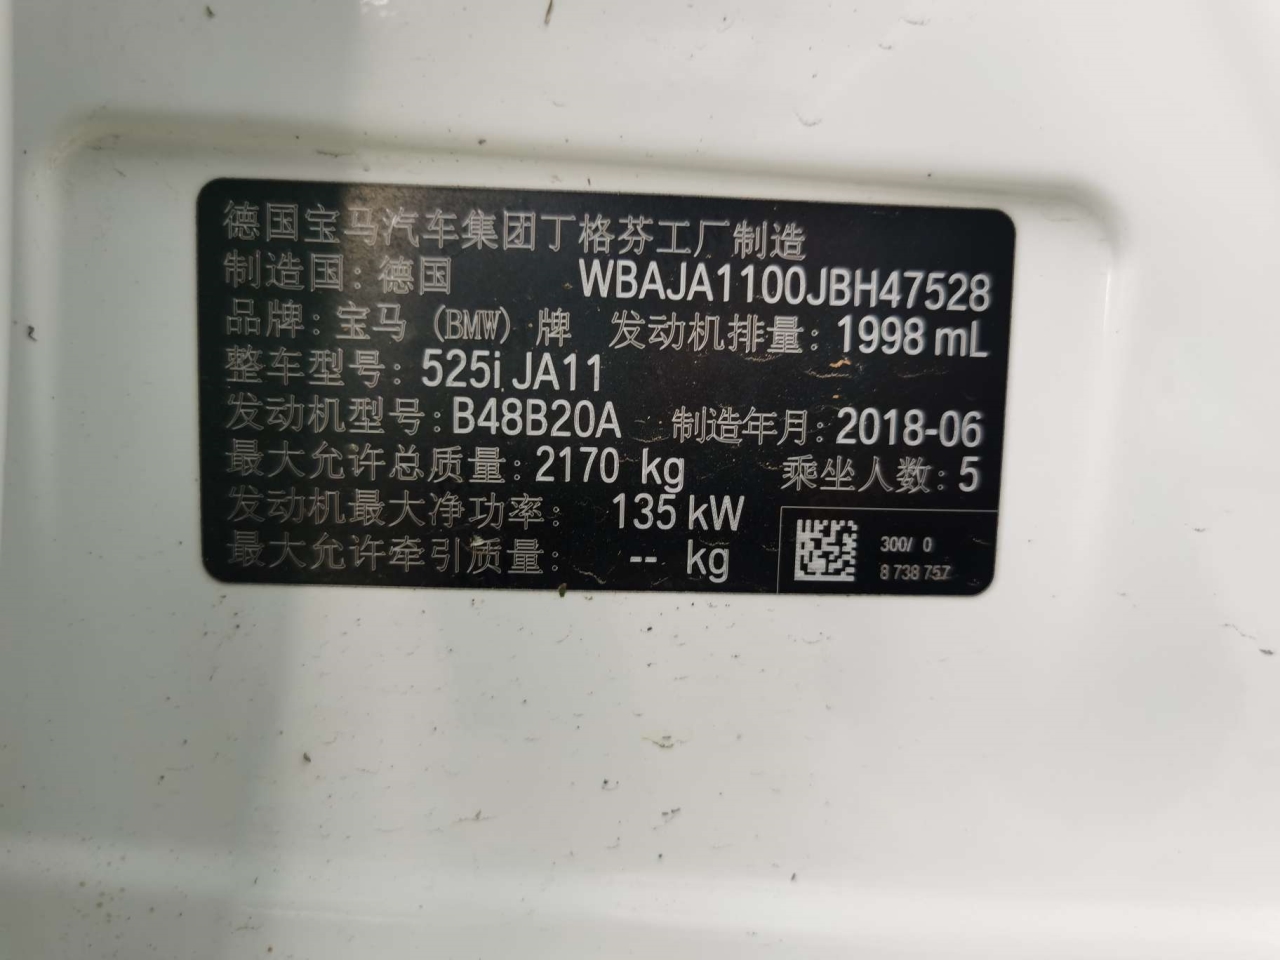 德国宝马汽车集团丁格芬工厂制造
制造国: 德国 WBAJA1100JBH47528
品牌: 宝马 (BMW) 牌 发动机排量: 1998 mL
整车型号: 525i JA11
发动机型号: B48B20A 制造年月: 2018-06
最大允许总质量: 2170 kg 乘坐人数: 5
发动机最大净功率: 135 kW
最大允许牵引质量: -- kg
300/ 0
8 738 757